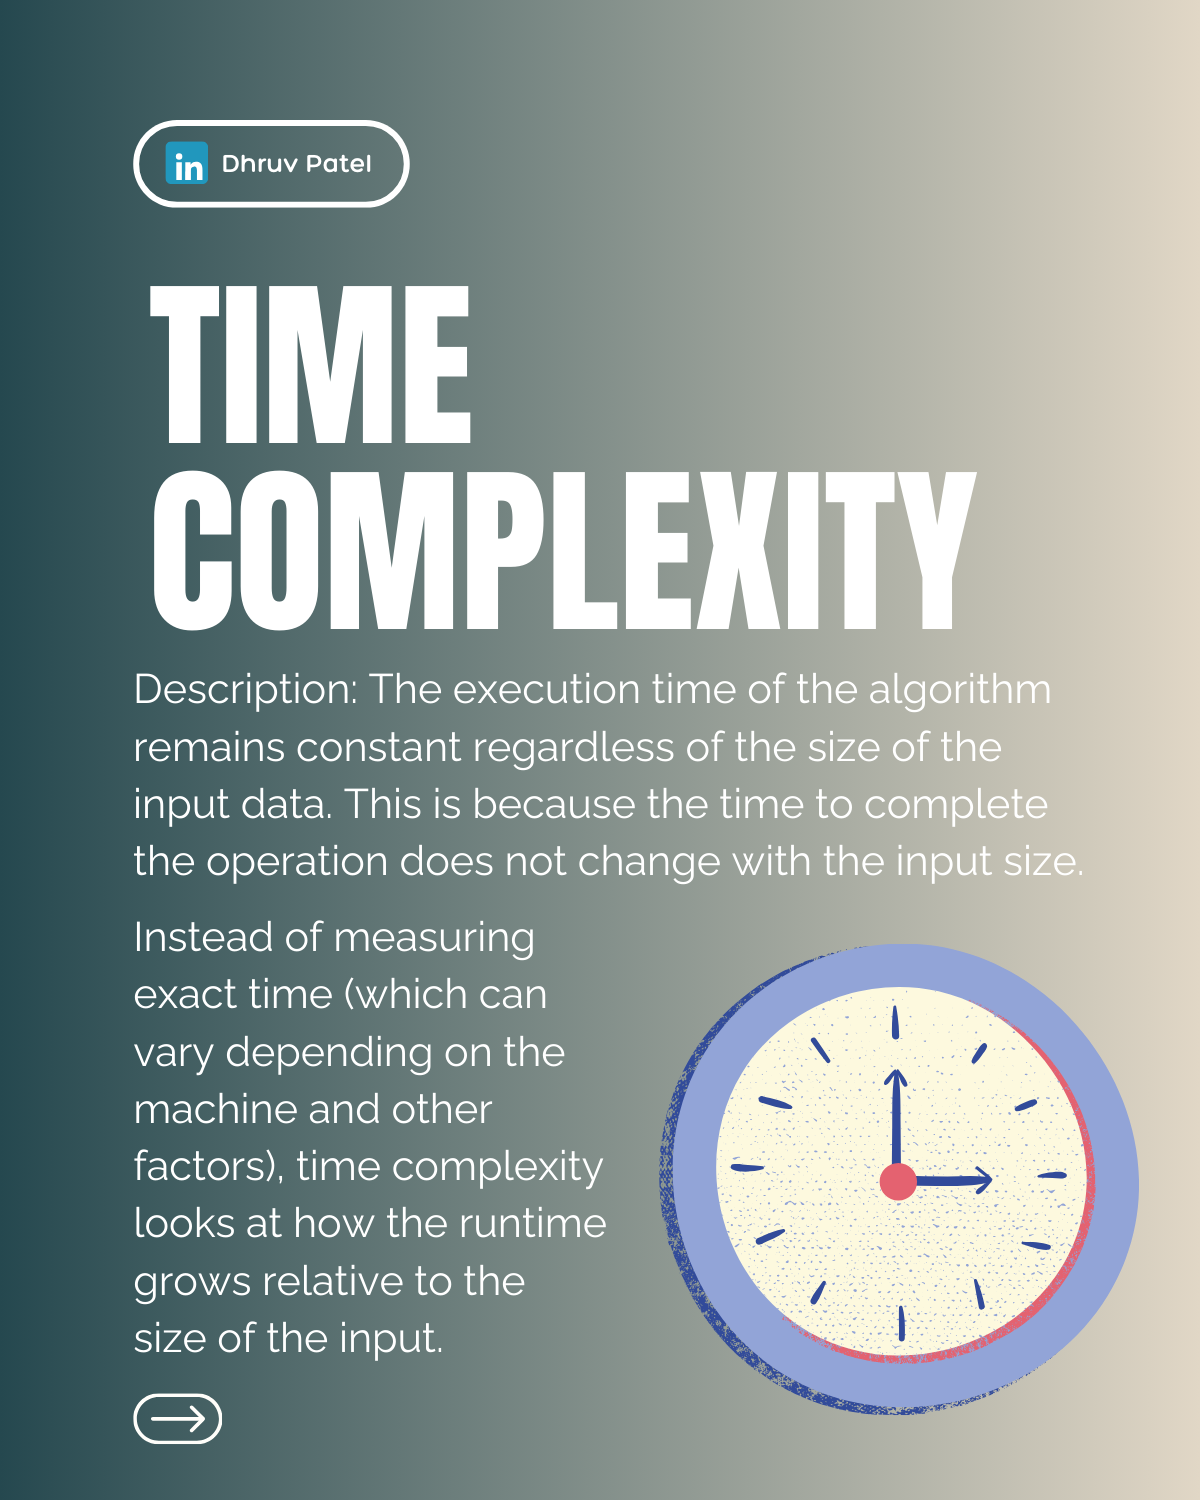 in Dhruv Patel
TIME
COMPLEXITY
Description: The execution time of the algorithm
remains constant regardless of the size of the
input data. This is because the time to complete
the operation does not change with the input size.
Instead of measuring
exact time (which can
vary depending on the
machine and other
factors), time complexity
looks at how the runtime
grows relative to the
size of the input.